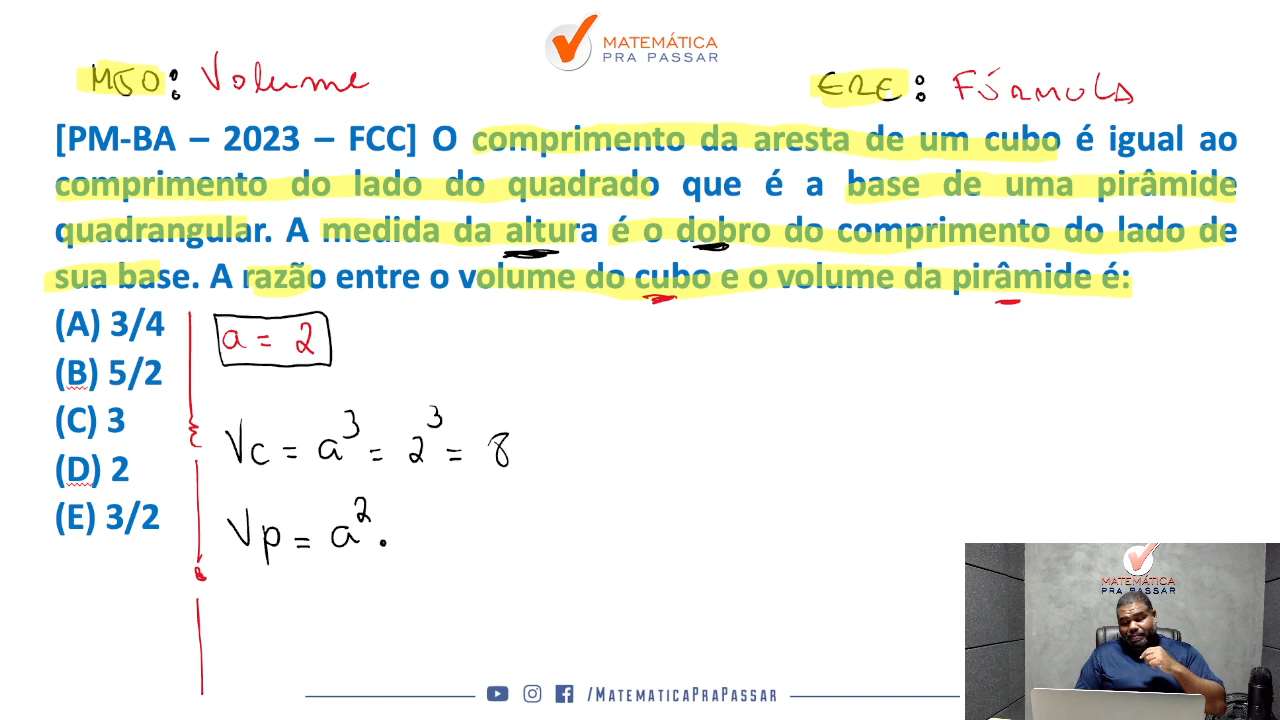 MATEMÁTICA
PRA PASSAR
M50: Volume
ERE: FÓRMULA
[PM-BA – 2023 – FCC] O comprimento da aresta de um cubo é igual ao
comprimento do lado do quadrado que é a base de uma pirâmide
quadrangular. A medida da altura é o dobro do comprimento do lado de
sua base. A razão entre o volume do cubo e o volume da pirâmide é:
(A) 3/4
(B) 5/2
(C) 3
(D) 2
(E) 3/2
a = 2
Vc = a³ = 2³ = 8
Vp = a² .
MATEMÁTICA
PRA PASSAR
/MATEMATICAPRAPASSAR